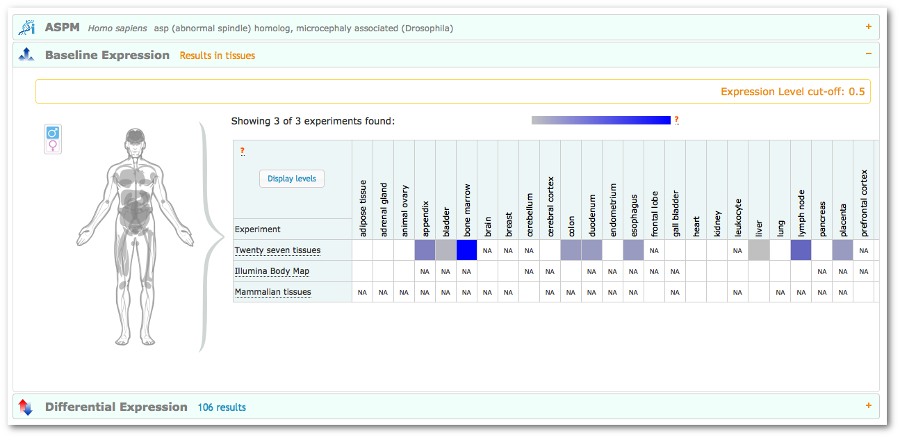 ASPM Homo sapiens asp (abnormal spindle) homolog, microcephaly associated (Drosophila) +
Baseline Expression Results in tissues −
Expression Level cut-off: 0.5
Showing 3 of 3 experiments found: ?
?
Display levels
Experiment
adipose tissue
adrenal gland
animal ovary
appendix
bladder
bone marrow
brain
breast
cerebellum
cerebral cortex
colon
duodenum
endometrium
esophagus
frontal lobe
gall bladder
heart
kidney
leukocyte
liver
lung
lymph node
pancreas
placenta
prefrontal cortex
Twenty seven tissues NA NA NA NA NA NA NA NA
Illumina Body Map NA NA NA NA NA NA NA NA NA NA NA NA NA
Mammalian tissues NA NA NA NA NA NA NA NA NA NA NA NA NA NA NA NA NA NA
Differential Expression 106 results +